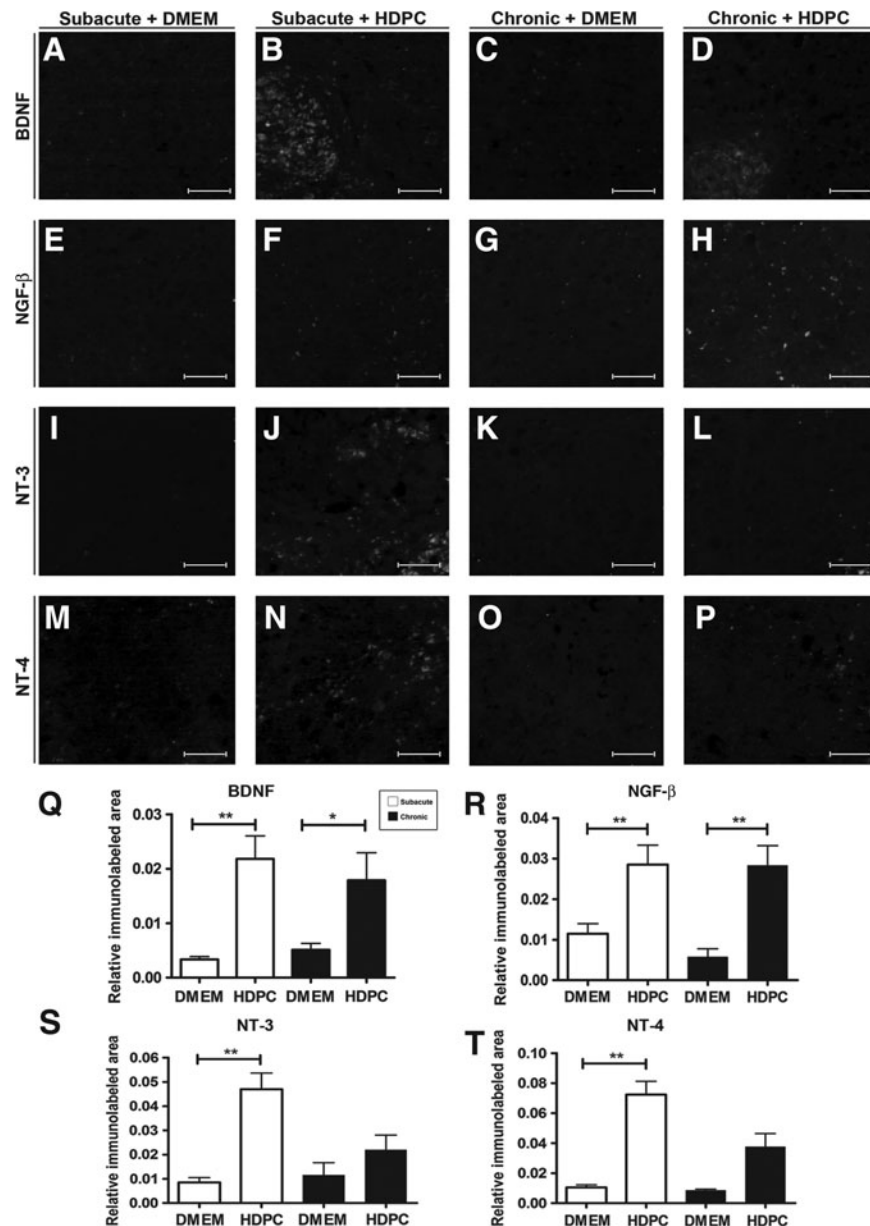 Subacute + DMEM Subacute + HDPC Chronic + DMEM Chronic + HDPC
BDNF
A B C D
NGF-β
E F G H
NT-3
I J K L
NT-4
M N O P
Q BDNF
Relative immunolabeled area
0.03
0.02
0.01
0.00
** *
Subacute
Chronic
DMEM HDPC DMEM HDPC
R NGF-β
Relative immunolabeled area
0.04
0.03
0.02
0.01
0.00
** **
DMEM HDPC DMEM HDPC
S NT-3
Relative immunolabeled area
0.06
0.05
0.04
0.03
0.02
0.01
0.00
**
DMEM HDPC DMEM HDPC
T NT-4
Relative immunolabeled area
0.10
0.08
0.06
0.04
0.02
0.00
**
DMEM HDPC DMEM HDPC